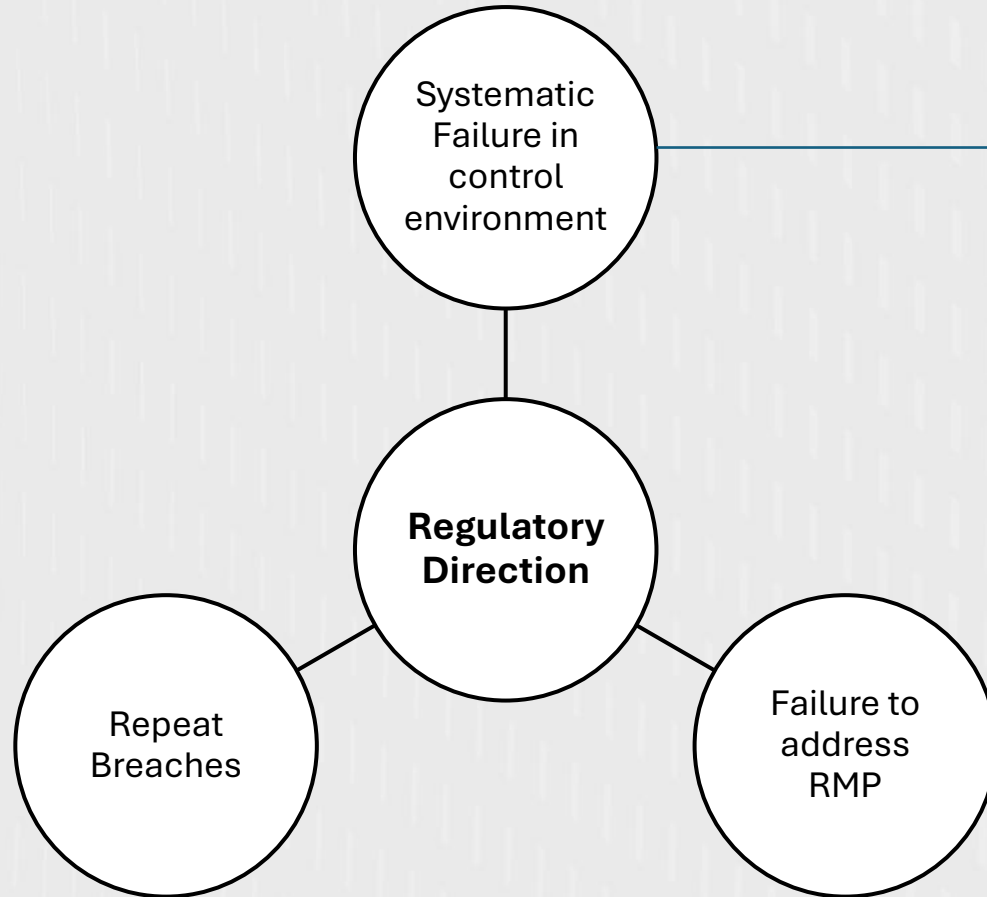 Systematic
Failure in
control
environment
Regulatory
Direction
Repeat
Breaches
Failure to
address
RMP